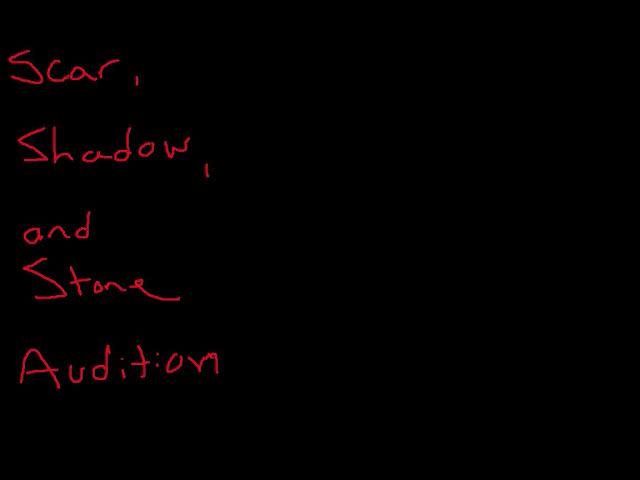 Scar,
Shadow,
and
Stone
Audition